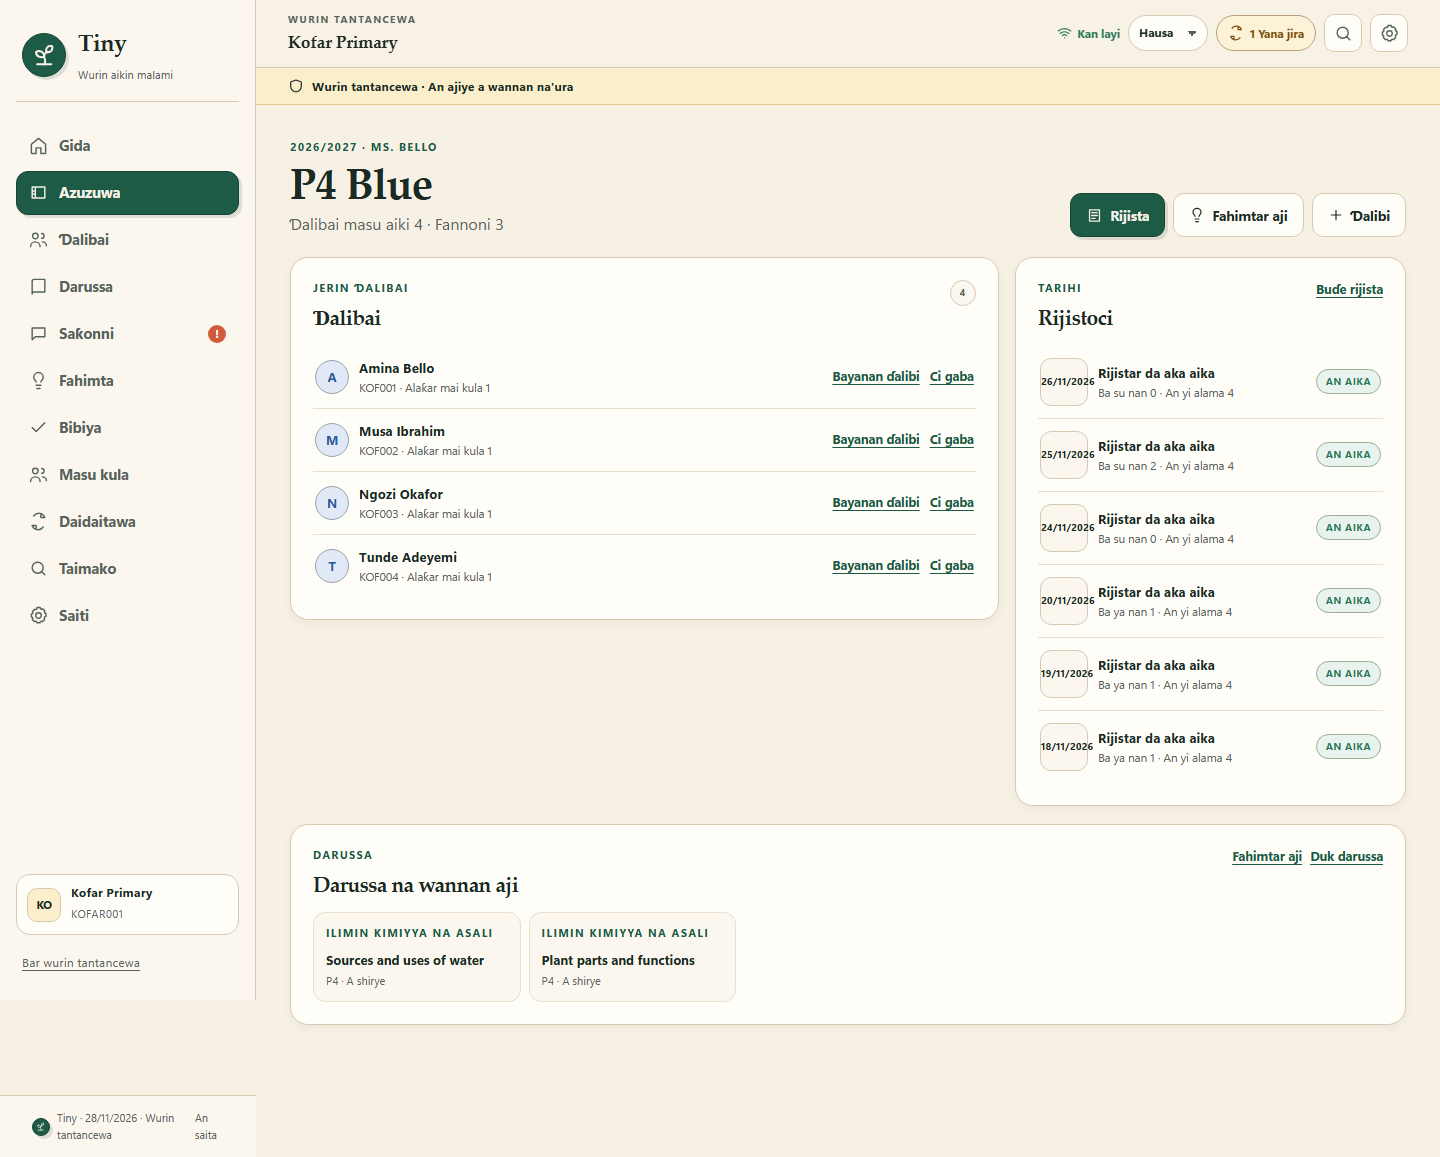 Tiny
Wurin aikin malami
Gida
Azuzuwa
Ɗalibai
Darussa
Saƙonni
!
Fahimta
Bibiya
Masu kula
Daidaitawa
Taimako
Saiti
KO
Kofar Primary
KOFAR001
Bar wurin tantancewa
Tiny · 28/11/2026 · Wurin tantancewa
An saita
WURIN TANTANCEWA
Kofar Primary
Kan layi
Hausa
1 Yana jira
Wurin tantancewa · An ajiye a wannan na'ura
2026/2027 · MS. BELLO
P4 Blue
Ɗalibai masu aiki 4 · Fannoni 3
Rijista
Fahimtar aji
Ɗalibi
JERIN ƊALIBAI
4
Ɗalibai
A
Amina Bello
KOF001 · Alaƙar mai kula 1
Bayanan ɗalibi
Ci gaba
M
Musa Ibrahim
KOF002 · Alaƙar mai kula 1
Bayanan ɗalibi
Ci gaba
N
Ngozi Okafor
KOF003 · Alaƙar mai kula 1
Bayanan ɗalibi
Ci gaba
T
Tunde Adeyemi
KOF004 · Alaƙar mai kula 1
Bayanan ɗalibi
Ci gaba
TARIHI
Buɗe rijista
Rijistoci
26/11/2026
Rijistar da aka aika
Ba su nan 0 · An yi alama 4
AN AIKA
25/11/2026
Rijistar da aka aika
Ba su nan 2 · An yi alama 4
AN AIKA
24/11/2026
Rijistar da aka aika
Ba su nan 0 · An yi alama 4
AN AIKA
20/11/2026
Rijistar da aka aika
Ba ya nan 1 · An yi alama 4
AN AIKA
19/11/2026
Rijistar da aka aika
Ba ya nan 1 · An yi alama 4
AN AIKA
18/11/2026
Rijistar da aka aika
Ba ya nan 1 · An yi alama 4
AN AIKA
DARUSSA
Fahimtar aji
Duk darussa
Darussa na wannan aji
ILIMIN KIMIYYA NA ASALI
Sources and uses of water
P4 · A shirye
ILIMIN KIMIYYA NA ASALI
Plant parts and functions
P4 · A shirye